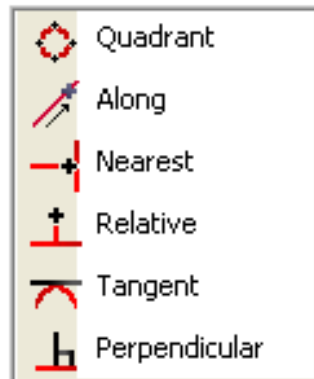 Quadrant
Along
Nearest
Relative
Tangent
Perpendicular